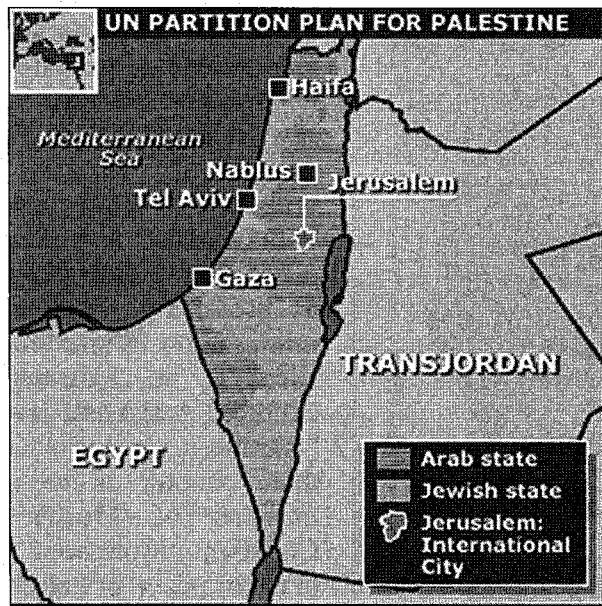 UN PARTITION PLAN FOR PALESTINE
Haifa
Mediterranean
Sea
Nablus
Jerusalem
Tel Aviv
Gaza
TRANSJORDAN
EGYPT
Arab state
Jewish state
Jerusalem:
International
City